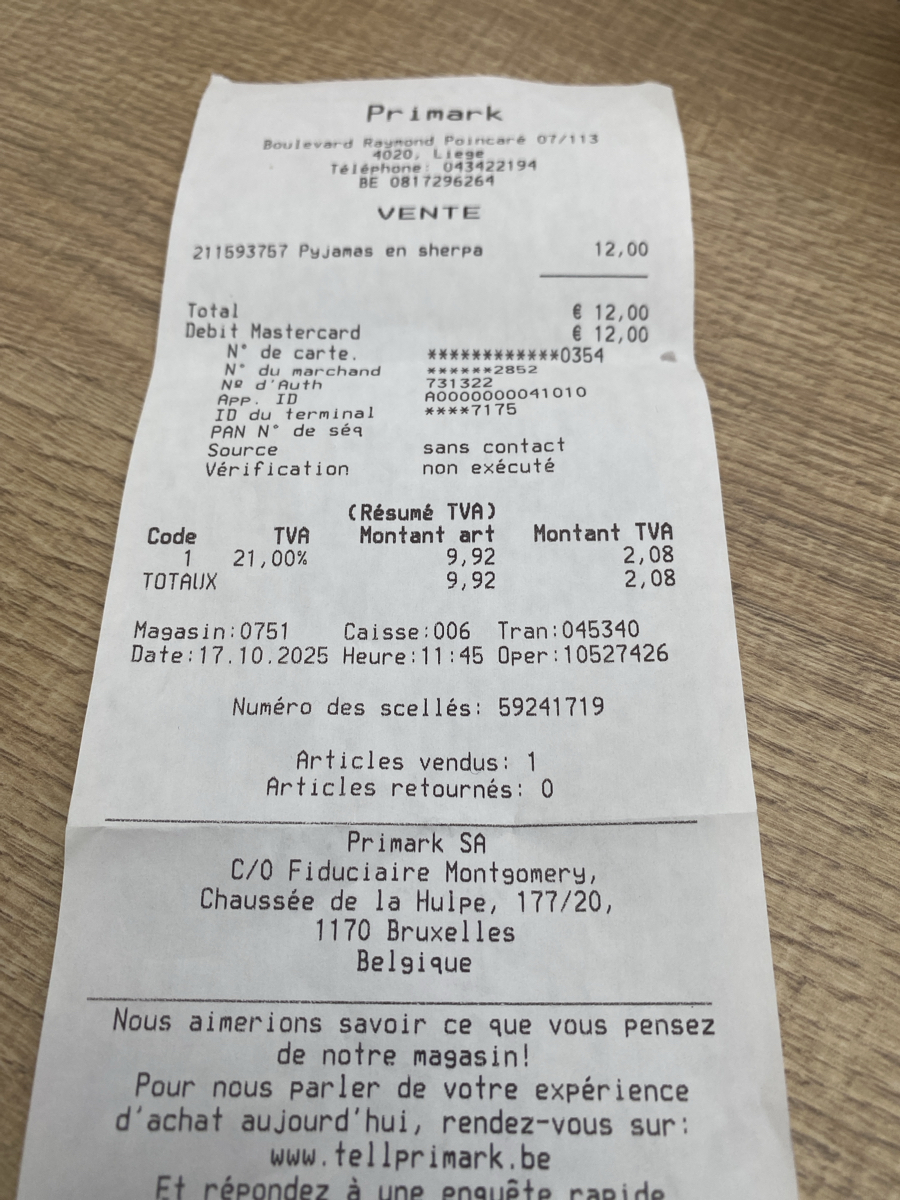 Primark
Boulevard Raymond Poincaré 07/113
4020, Liege
Téléphone: 043422194
BE 0817296264
VENTE
211593757 Pyjamas en sherpa 12,00
Total € 12,00
Debit Mastercard € 12,00
N° de carte. ************0354
N° du marchand ******2852
Nº d'Auth 731322
App. ID A0000000041010
ID du terminal ****7175
PAN N° de séq
Source sans contact
Vérification non exécuté
(Résumé TVA)
Code TVA Montant art Montant TVA
1 21,00% 9,92 2,08
TOTAUX 9,92 2,08
Magasin:0751 Caisse:006 Tran:045340
Date:17.10.2025 Heure:11:45 Oper:10527426
Numéro des scellés: 59241719
Articles vendus: 1
Articles retournés: 0
Primark SA
C/O Fiduciaire Montgomery,
Chaussée de la Hulpe, 177/20,
1170 Bruxelles
Belgique
Nous aimerions savoir ce que vous pensez
de notre magasin!
Pour nous parler de votre expérience
d'achat aujourd'hui, rendez-vous sur:
www.tellprimark.be
Et répondez à une enquête rapide